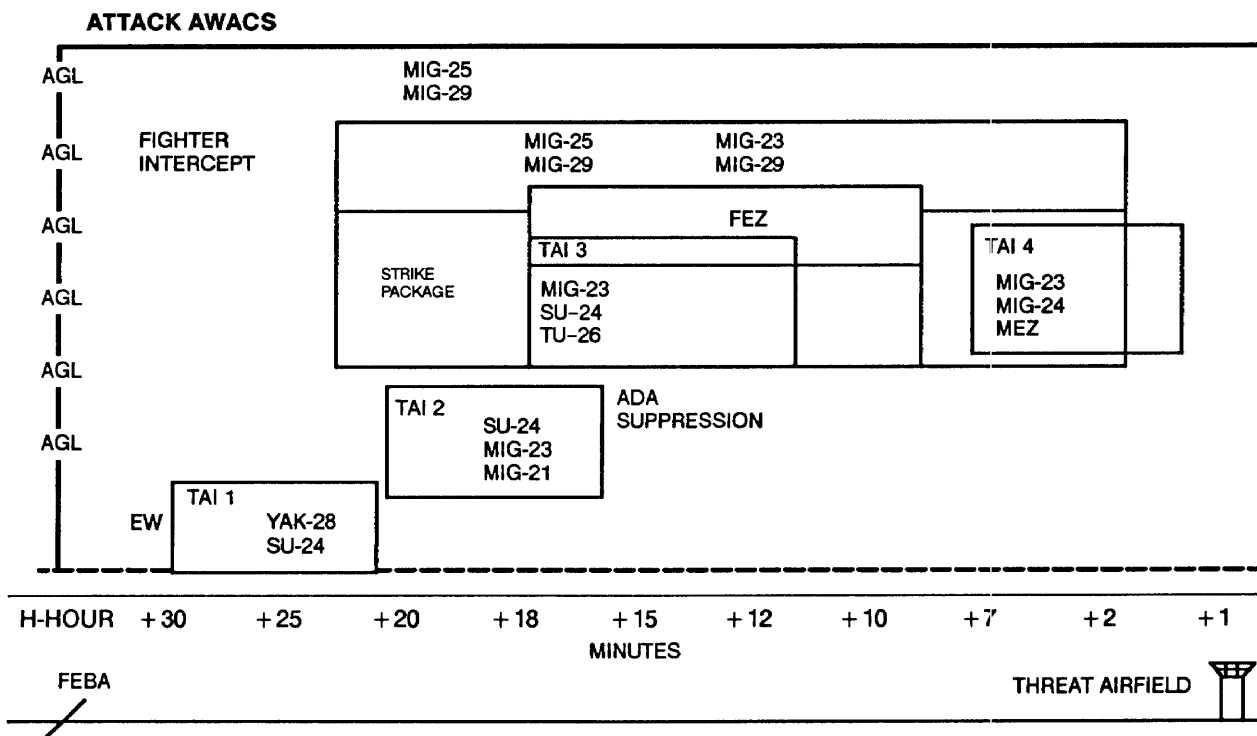 ATTACK AWACS
AGL
MIG-25
MIG-29
AGL
FIGHTER
INTERCEPT
MIG-25
MIG-29
MIG-23
MIG-29
AGL
FEZ
TAI 3
STRIKE
PACKAGE
MIG-23
SU-24
TU-26
TAI 4
MIG-23
MIG-24
MEZ
AGL
AGL
TAI 2
SU-24
MIG-23
MIG-21
ADA
SUPPRESSION
AGL
EW
TAI 1
YAK-28
SU-24
H-HOUR +30 +25 +20 +18 +15 +12 +10 +7 +2 +1
MINUTES
FEBA
THREAT AIRFIELD